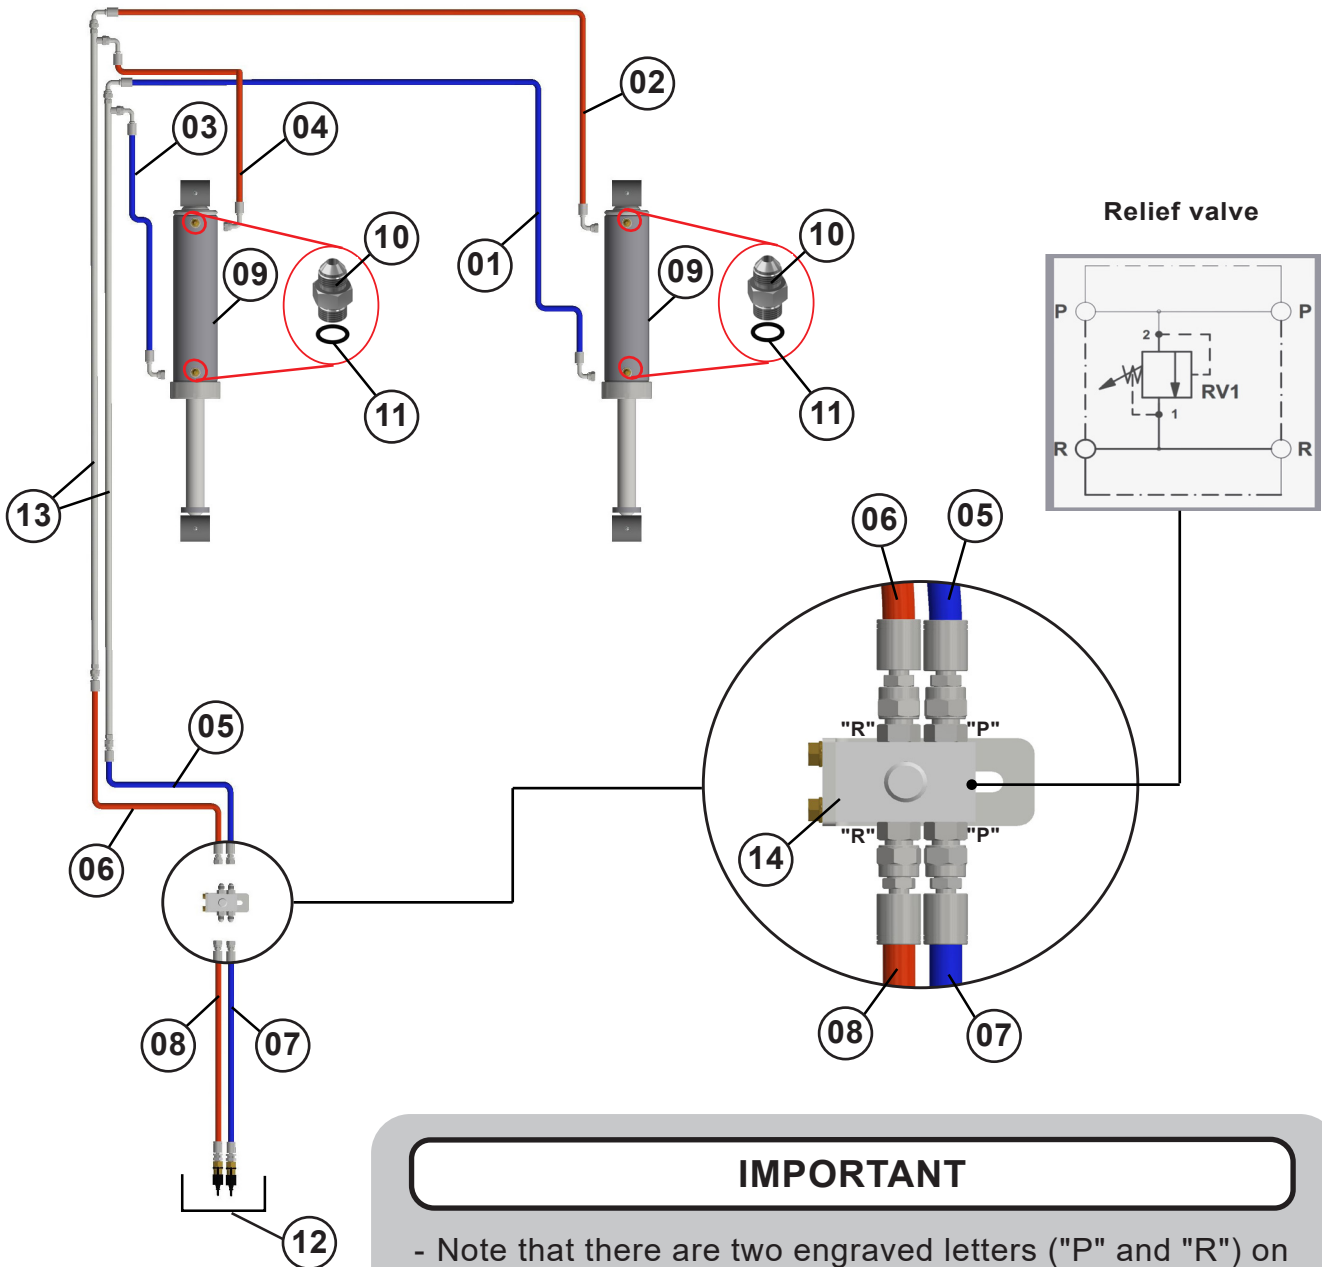 02
03
04
Relief valve
10
01
10
09
09
P
P
2
RV1
1
11
11
R
R
13
06
05
05
"R"
"P"
06
"R"
"P"
14
08
07
08
07
IMPORTANT
12
- Note that there are two engraved letters ("P" and "R") on